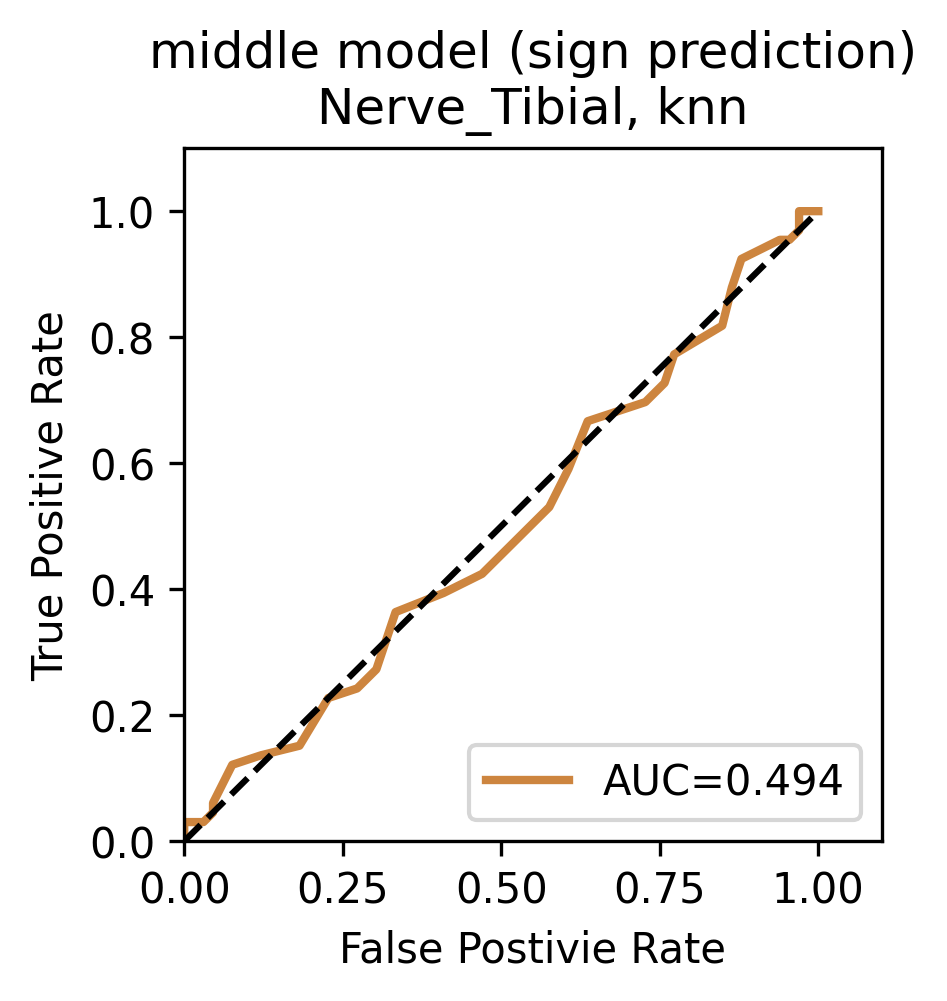 middle model (sign prediction)
Nerve_Tibial, knn
1.0
0.8
0.6
0.4
0.2
0.0
True Positive Rate
AUC=0.494
0.00 0.25 0.50 0.75 1.00
False Postivie Rate